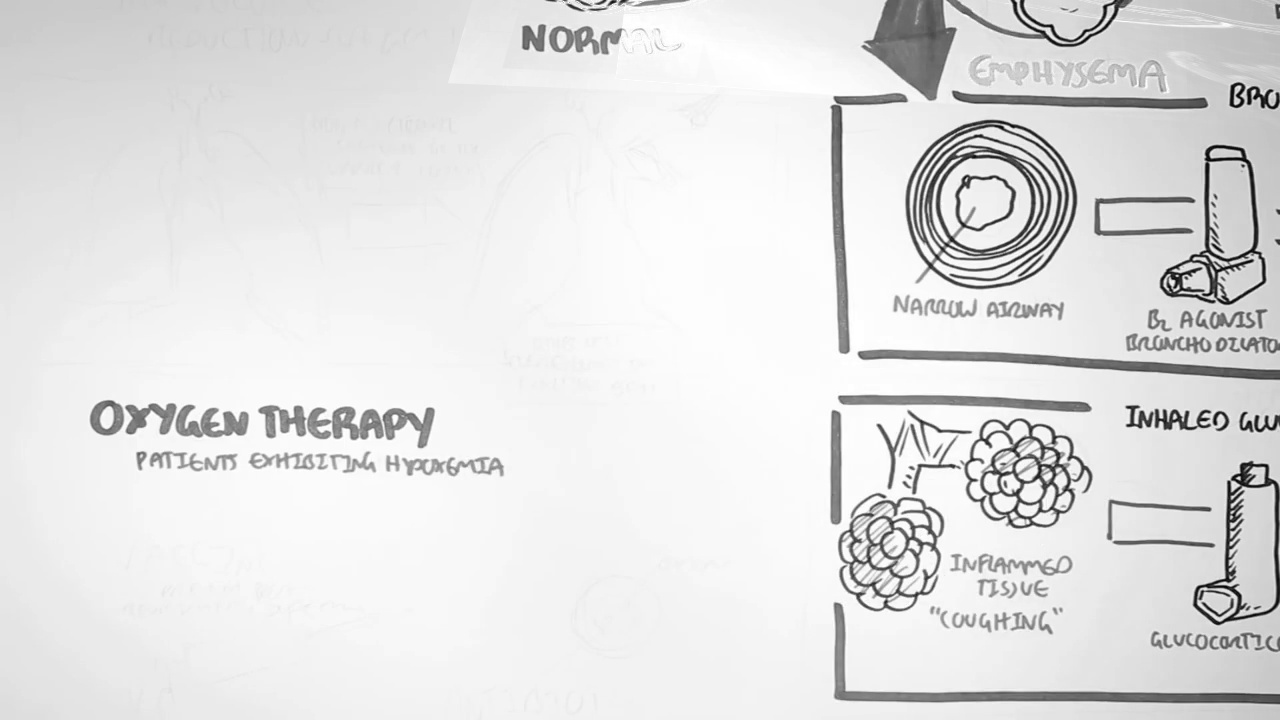 NORMAL
EMPHYSEMA
BRO
NARROW AIRWAY
B2 AGONIST
BRONCHODILATO
OXYGEN THERAPY
PATIENTS EXHIBITING HYPOXEMIA
INHALED GLU
INFLAMMED
TISSUE
"COUGHING"
GLUCOCORTIC